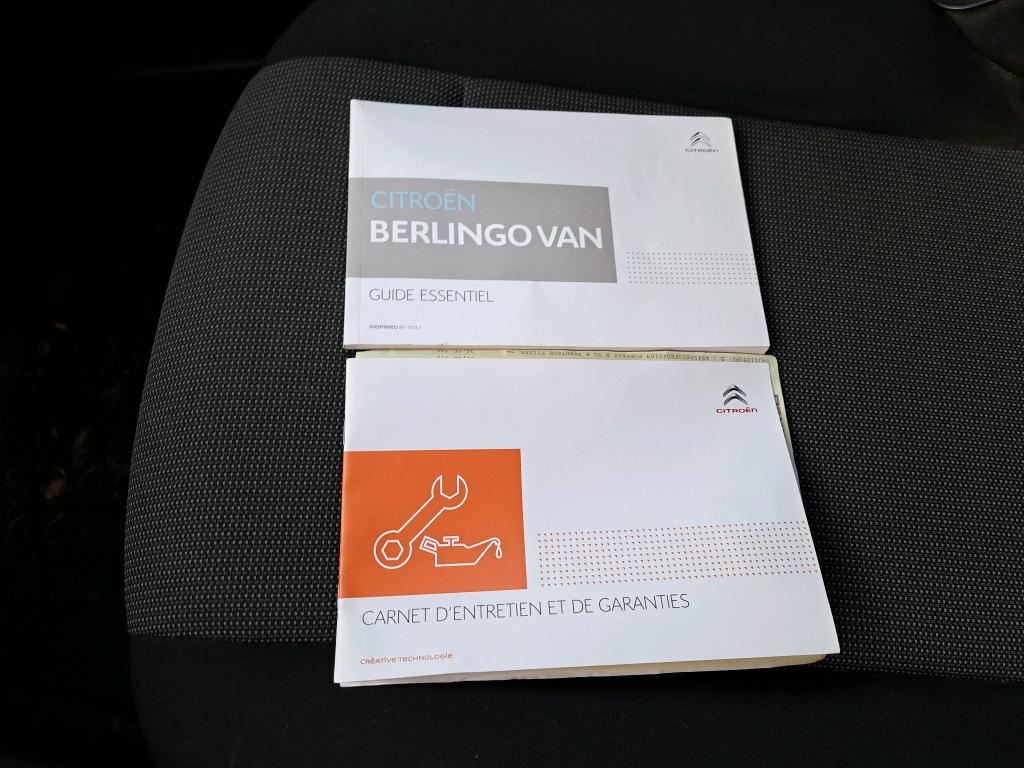 CITROËN
CITROËN
BERLINGO VAN
GUIDE ESSENTIEL
INSPIRED BY YOU
CITROËN
CARNET D'ENTRETIEN ET DE GARANTIES
CRÉATIVE TECHNOLOGIE